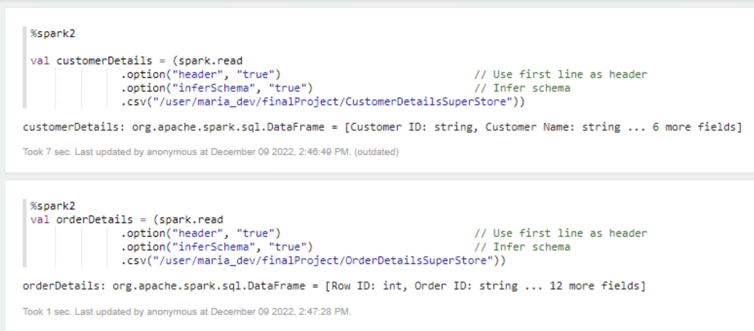 %spark2
val customerDetails = (spark.read
.option("header", "true") // Use first line as header
.option("inferSchema", "true") // Infer schema
.csv("/user/maria_dev/finalProject/CustomerDetailsSuperStore"))
customerDetails: org.apache.spark.sql.DataFrame = [Customer ID: string, Customer Name: string ... 6 more fields]
Took 7 sec. Last updated by anonymous at December 09 2022, 2:46:49 PM. (outdated)
%spark2
val orderDetails = (spark.read
.option("header", "true") // Use first line as header
.option("inferSchema", "true") // Infer schema
.csv("/user/maria_dev/finalProject/OrderDetailsSuperStore"))
orderDetails: org.apache.spark.sql.DataFrame = [Row ID: int, Order ID: string ... 12 more fields]
Took 1 sec. Last updated by anonymous at December 09 2022, 2:47:28 PM.